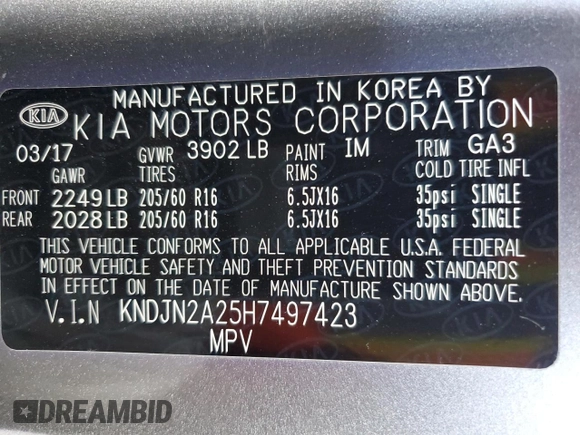 MANUFACTURED IN KOREA BY
KIA KIA MOTORS CORPORATION
03/17 GVWR 3902 LB PAINT IM TRIM GA3
GAWR TIRES RIMS COLD TIRE INFL
FRONT 2249 LB 205/60 R16 6.5JX16 35psi SINGLE
REAR 2028 LB 205/60 R16 6.5JX16 35psi SINGLE
THIS VEHICLE CONFORMS TO ALL APPLICABLE U.S.A. FEDERAL
MOTOR VEHICLE SAFETY AND THEFT PREVENTION STANDARDS
IN EFFECT ON THE DATE OF MANUFACTURE SHOWN ABOVE.
V.I.N KNDJN2A25H7497423
MPV
DREAMBID